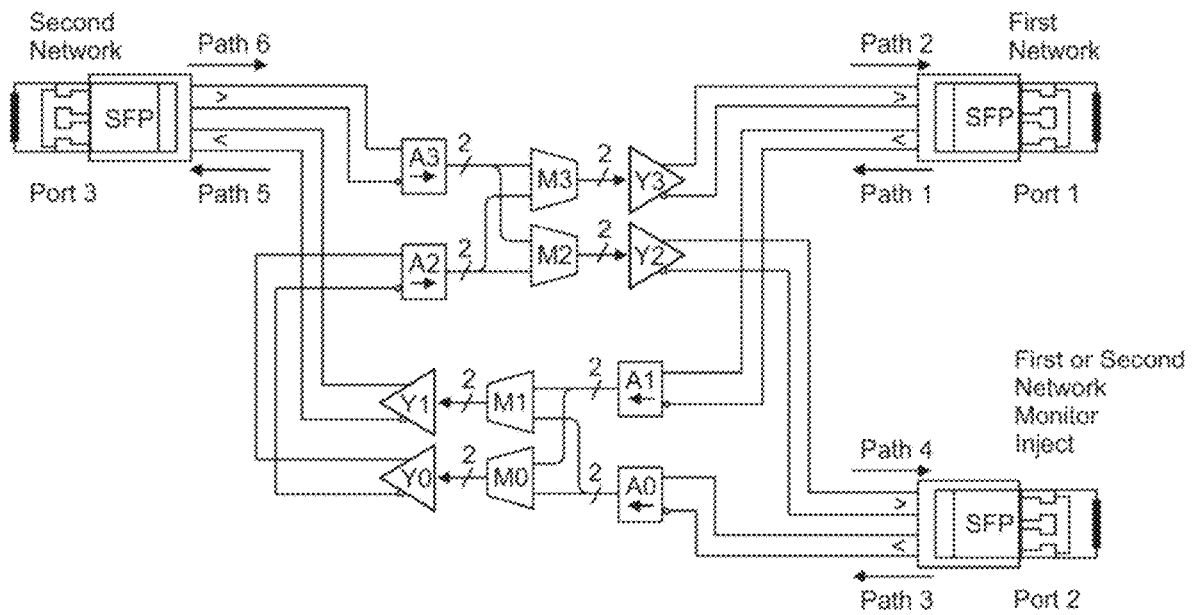 Second
Network
Path 6
SFP
Path 5
Port 3
Path 2
First
Network
SFP
Path 1
Port 1
A3
2
M3
2
Y3
A2
2
M2
2
Y2
Y1
2
M1
2
A1
Y0
2
M0
2
A0
First or Second
Network
Monitor
Inject
Path 4
SFP
Path 3
Port 2